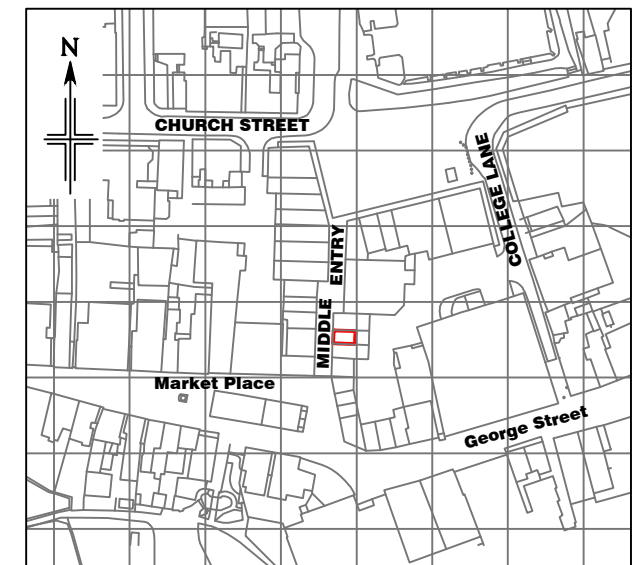 N
CHURCH STREET
COLLEGE LANE
MIDDLE ENTRY
Market Place
George Street